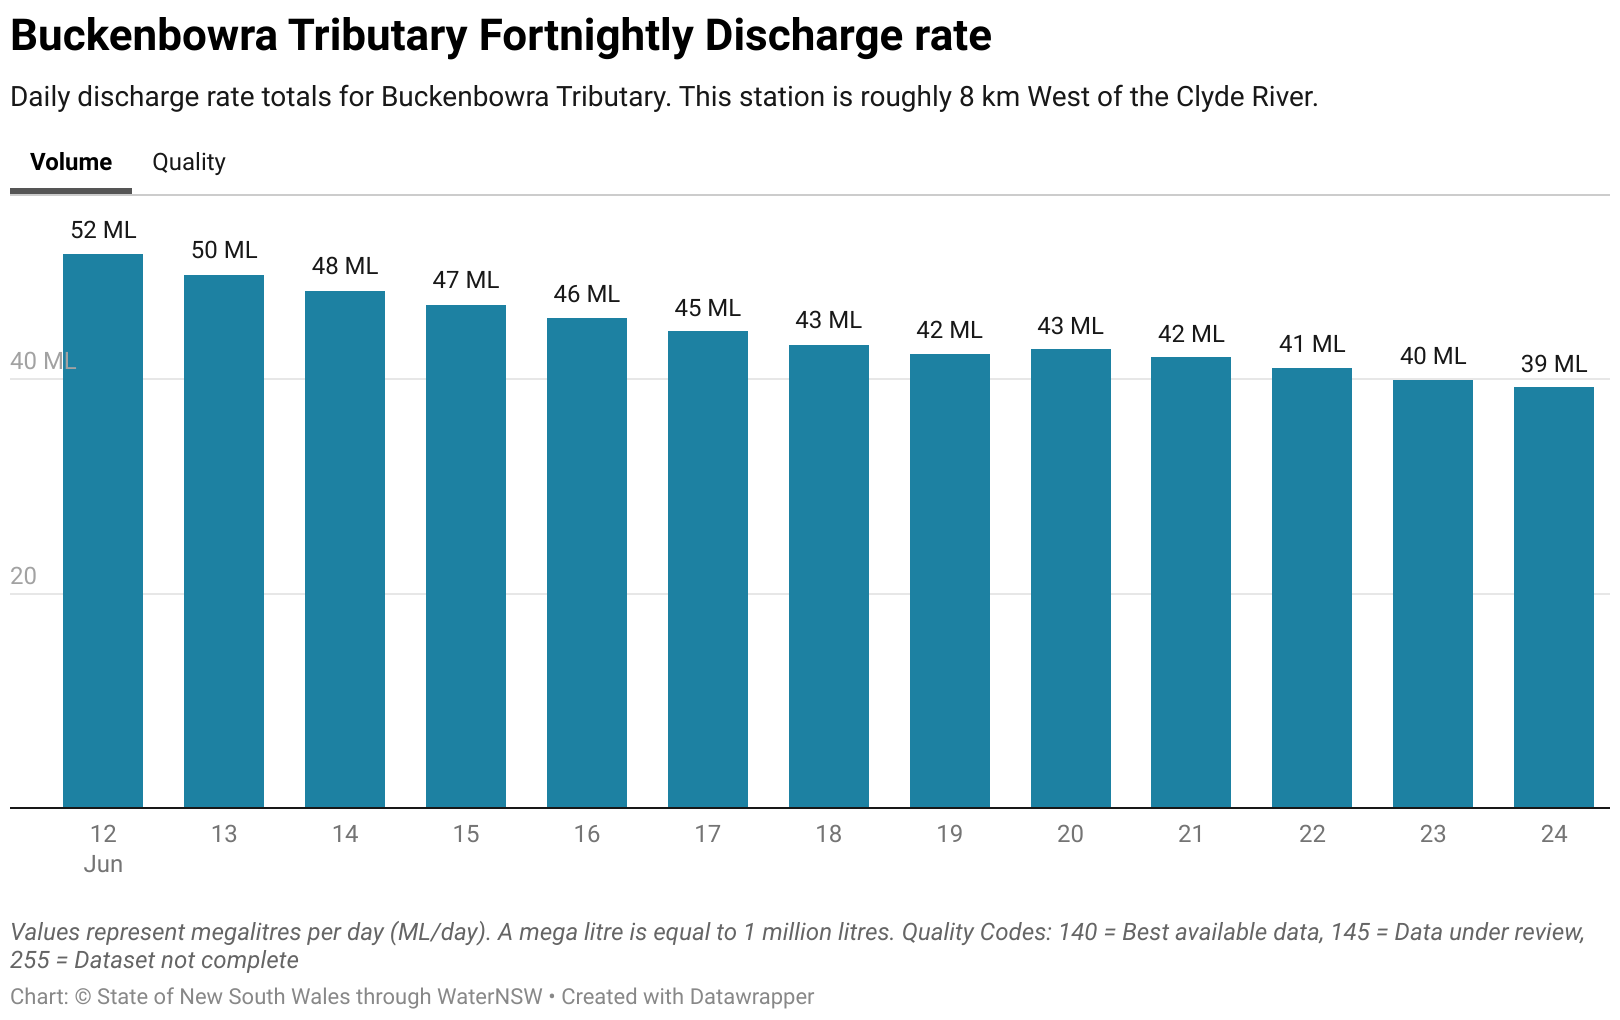 Buckenbowra Tributary Fortnightly Discharge rate
Daily discharge rate totals for Buckenbowra Tributary. This station is roughly 8 km West of the Clyde River.
Volume Quality
52 ML
50 ML
48 ML
47 ML
46 ML
45 ML
43 ML
42 ML
43 ML
42 ML
41 ML
40 ML
39 ML
40 ML
20
12 13 14 15 16 17 18 19 20 21 22 23 24
Jun
Values represent megalitres per day (ML/day). A mega litre is equal to 1 million litres. Quality Codes: 140 = Best available data, 145 = Data under review,
255 = Dataset not complete
Chart: © State of New South Wales through WaterNSW • Created with Datawrapper